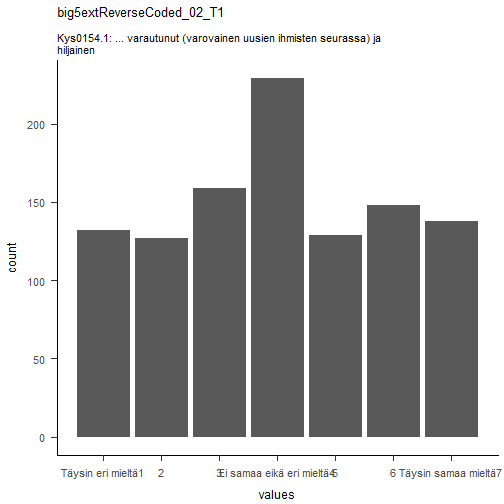 big5extReverseCoded_02_T1
Kys0154.1: ... varautunut (varovainen uusien ihmisten seurassa) ja
hiljainen
200
150
100
50
0
count
Täysin eri mieltä1 2 3 Ei samaa eikä eri mieltä4 5 6 Täysin samaa mieltä7
values